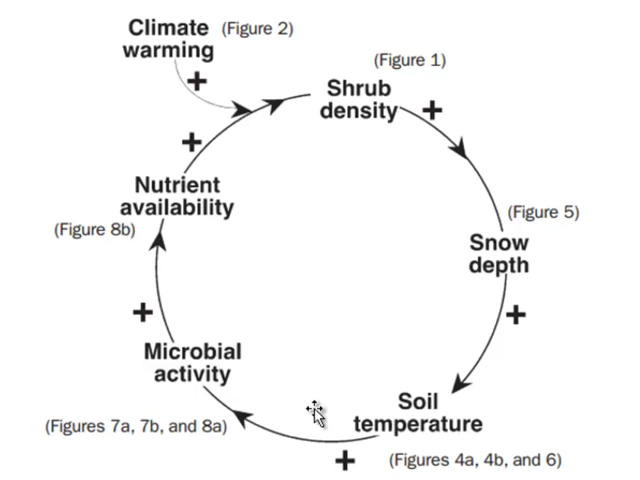 Climate (Figure 2)
warming
+
(Figure 1)
Shrub
density
+
+
Nutrient
availability
(Figure 8b)
(Figure 5)
Snow
depth
+
+
Microbial
activity
Soil
temperature
(Figures 7a, 7b, and 8a)
+
(Figures 4a, 4b, and 6)